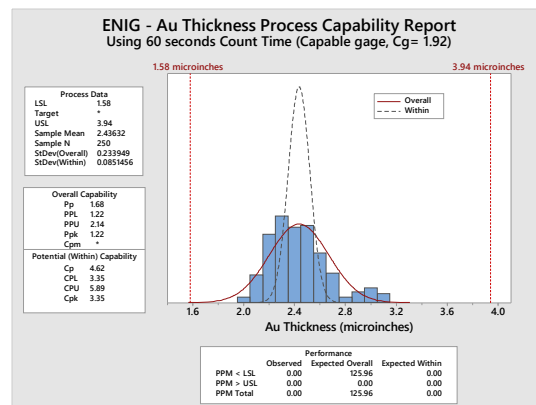 ENIG - Au Thickness Process Capability Report
Using 60 seconds Count Time (Capable gage, Cg= 1.92)
1.58 microinches 3.94 microinches
Process Data
LSL 1.58
Target *
USL 3.94
Sample Mean 2.43632
Sample N 250
StDev(Overall) 0.233949
StDev(Within) 0.0851456
Overall Capability
Pp 1.68
PPL 1.22
PPU 2.14
Ppk 1.22
Cpm *
Potential (Within) Capability
Cp 4.62
CPL 3.35
CPU 5.89
Cpk 3.35
Overall
Within
1.6 2.0 2.4 2.8 3.2 3.6 4.0
Au Thickness (microinches)
Performance
Observed Expected Overall Expected Within
PPM < LSL 0.00 125.96 0.00
PPM > USL 0.00 0.00 0.00
PPM Total 0.00 125.96 0.00